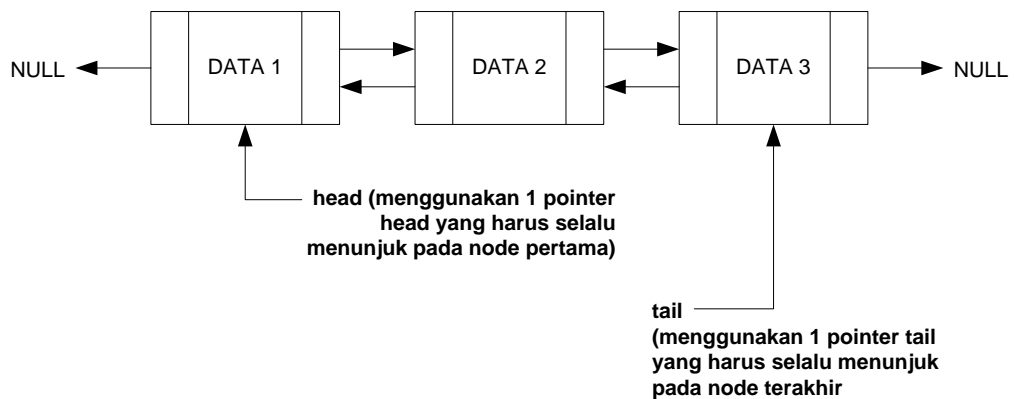 NULL
DATA 1
DATA 2
DATA 3
NULL
head (menggunakan 1 pointer
head yang harus selalu
menunjuk pada node pertama)
tail
(menggunakan 1 pointer tail
yang harus selalu menunjuk
pada node terakhir